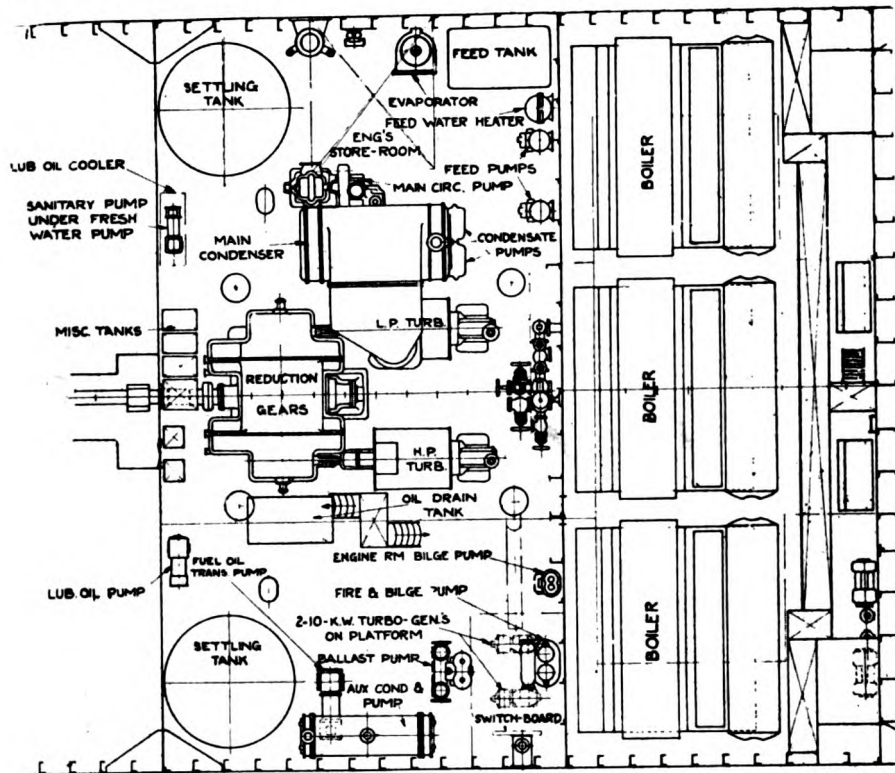 SETTLING
TANK
FEED TANK
EVAPORATOR
FEED WATER HEATER
ENG'S
STORE-ROOM
FEED PUMPS
MAIN CIRC. PUMP
LUB OIL COOLER
SANITARY PUMP
UNDER FRESH
WATER PUMP
MAIN
CONDENSER
CONDENSATE
PUMPS
MISC. TANKS
L.P. TURB.
REDUCTION
GEARS
H.P.
TURB.
OIL DRAIN
TANK
ENGINE RM BILGE PUMP
FUEL OIL
TRANS PUMP
LUB. OIL PUMP
FIRE & BILGE PUMP
2-10-K.W. TURBO-GEN'S
ON PLATFORM
SETTLING
TANK
BALLAST PUMP
AUX COND &
PUMP
SWITCH-BOARD
BOILER
BOILER
BOILER